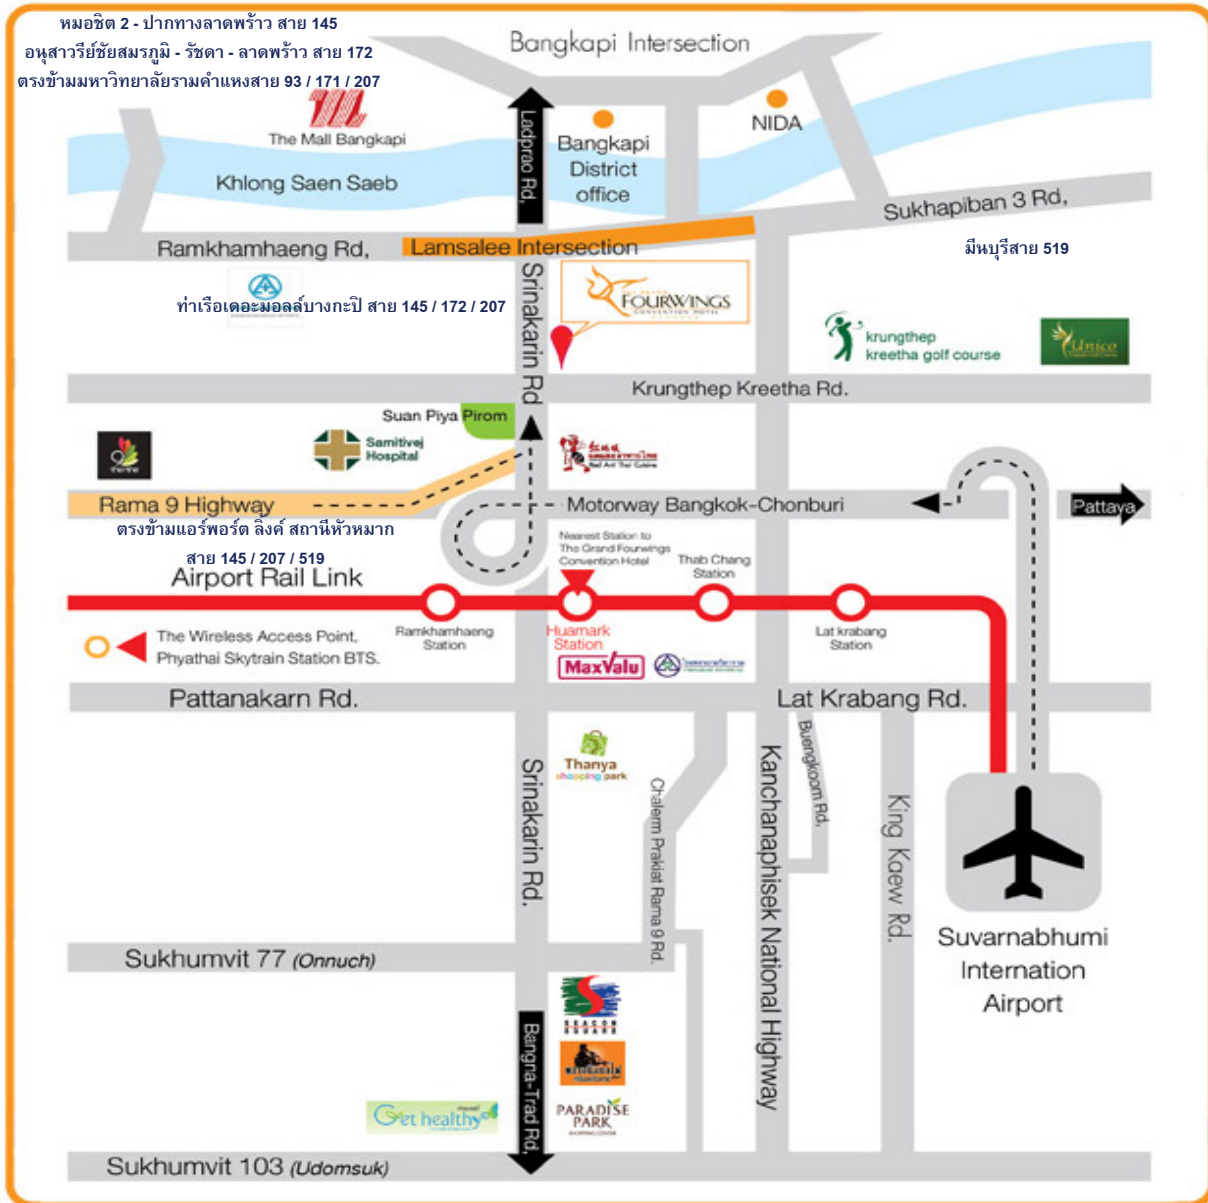 หมอชิต 2 - ปากทางลาดพร้าว สาย 145
อนุสาวรีย์ชัยสมรภูมิ - รัชดา - ลาดพร้าว สาย 172
ตรงข้ามมหาวิทยาลัยรามคำแหงสาย 93 / 171 / 207
Bangkapi Intersection
The Mall Bangkapi
Ladprao Rd,
Bangkapi
District
office
NIDA
Khlong Saen Saeb
Sukhapiban 3 Rd,
Ramkhamhaeng Rd,
Lamsalee Intersection
มีนบุรีสาย 519
ท่าเรือเดอะมอลล์บางกะปิ สาย 145 / 172 / 207
Srinakarin Rd
FOURWINGS
CONVENTION HOTEL
krungthep
kreetha golf course
Unico
Krungthep Kreetha Rd.
Suan Piya Pirom
Samitivej
Hospital
Red Ant Thai Cuisine
Rama 9 Highway
Motorway Bangkok-Chonburi
Pattaya
ตรงข้ามแอร์พอร์ต ลิ้งค์ สถานีหัวหมาก
สาย 145 / 207 / 519
Nearest Station to
The Grand Fourwings
Convention Hotel
Thab Chang
Station
Airport Rail Link
Ramkhamhaeng
Station
Huamark
Station
Lat krabang
Station
The Wireless Access Point,
Phyathai Skytrain Station BTS.
MaxValu
Pattanakarn Rd.
Lat Krabang Rd.
Thanya
shopping park
Srinakarin Rd.
Chalerm Prakiat Rama 9 Rd.
Kanchanaphisek National Highway
Buengkoom Rd,
King Kaew Rd.
Suvarnabhumi
Internation
Airport
Sukhumvit 77 (Onnuch)
SEACON
SQUARE
Bangna-Trad Rd,
Get healthy
PARADISE
PARK
SHOPPING CENTER
Sukhumvit 103 (Udomsuk)